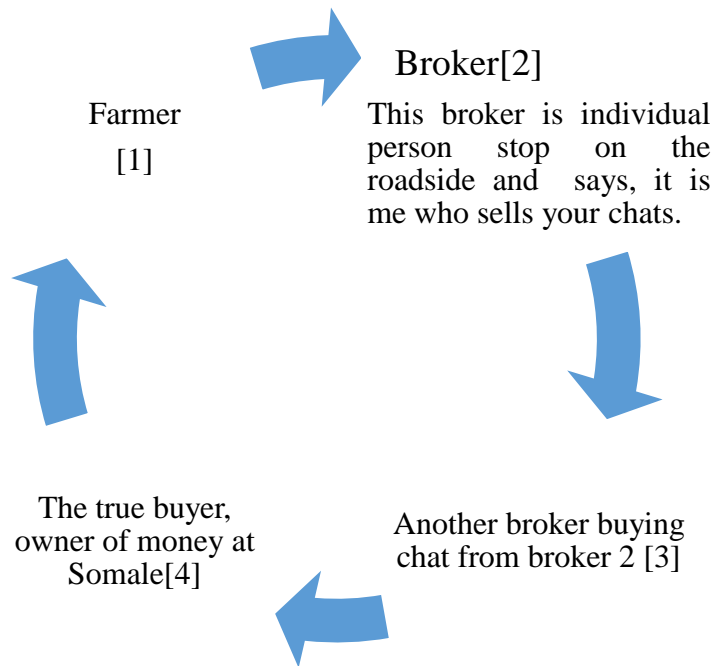 Farmer
[1]
Broker[2]
This broker is individual
person stop on the
roadside and says, it is
me who sells your chats.
Another broker buying
chat from broker 2 [3]
The true buyer,
owner of money at
Somale[4]